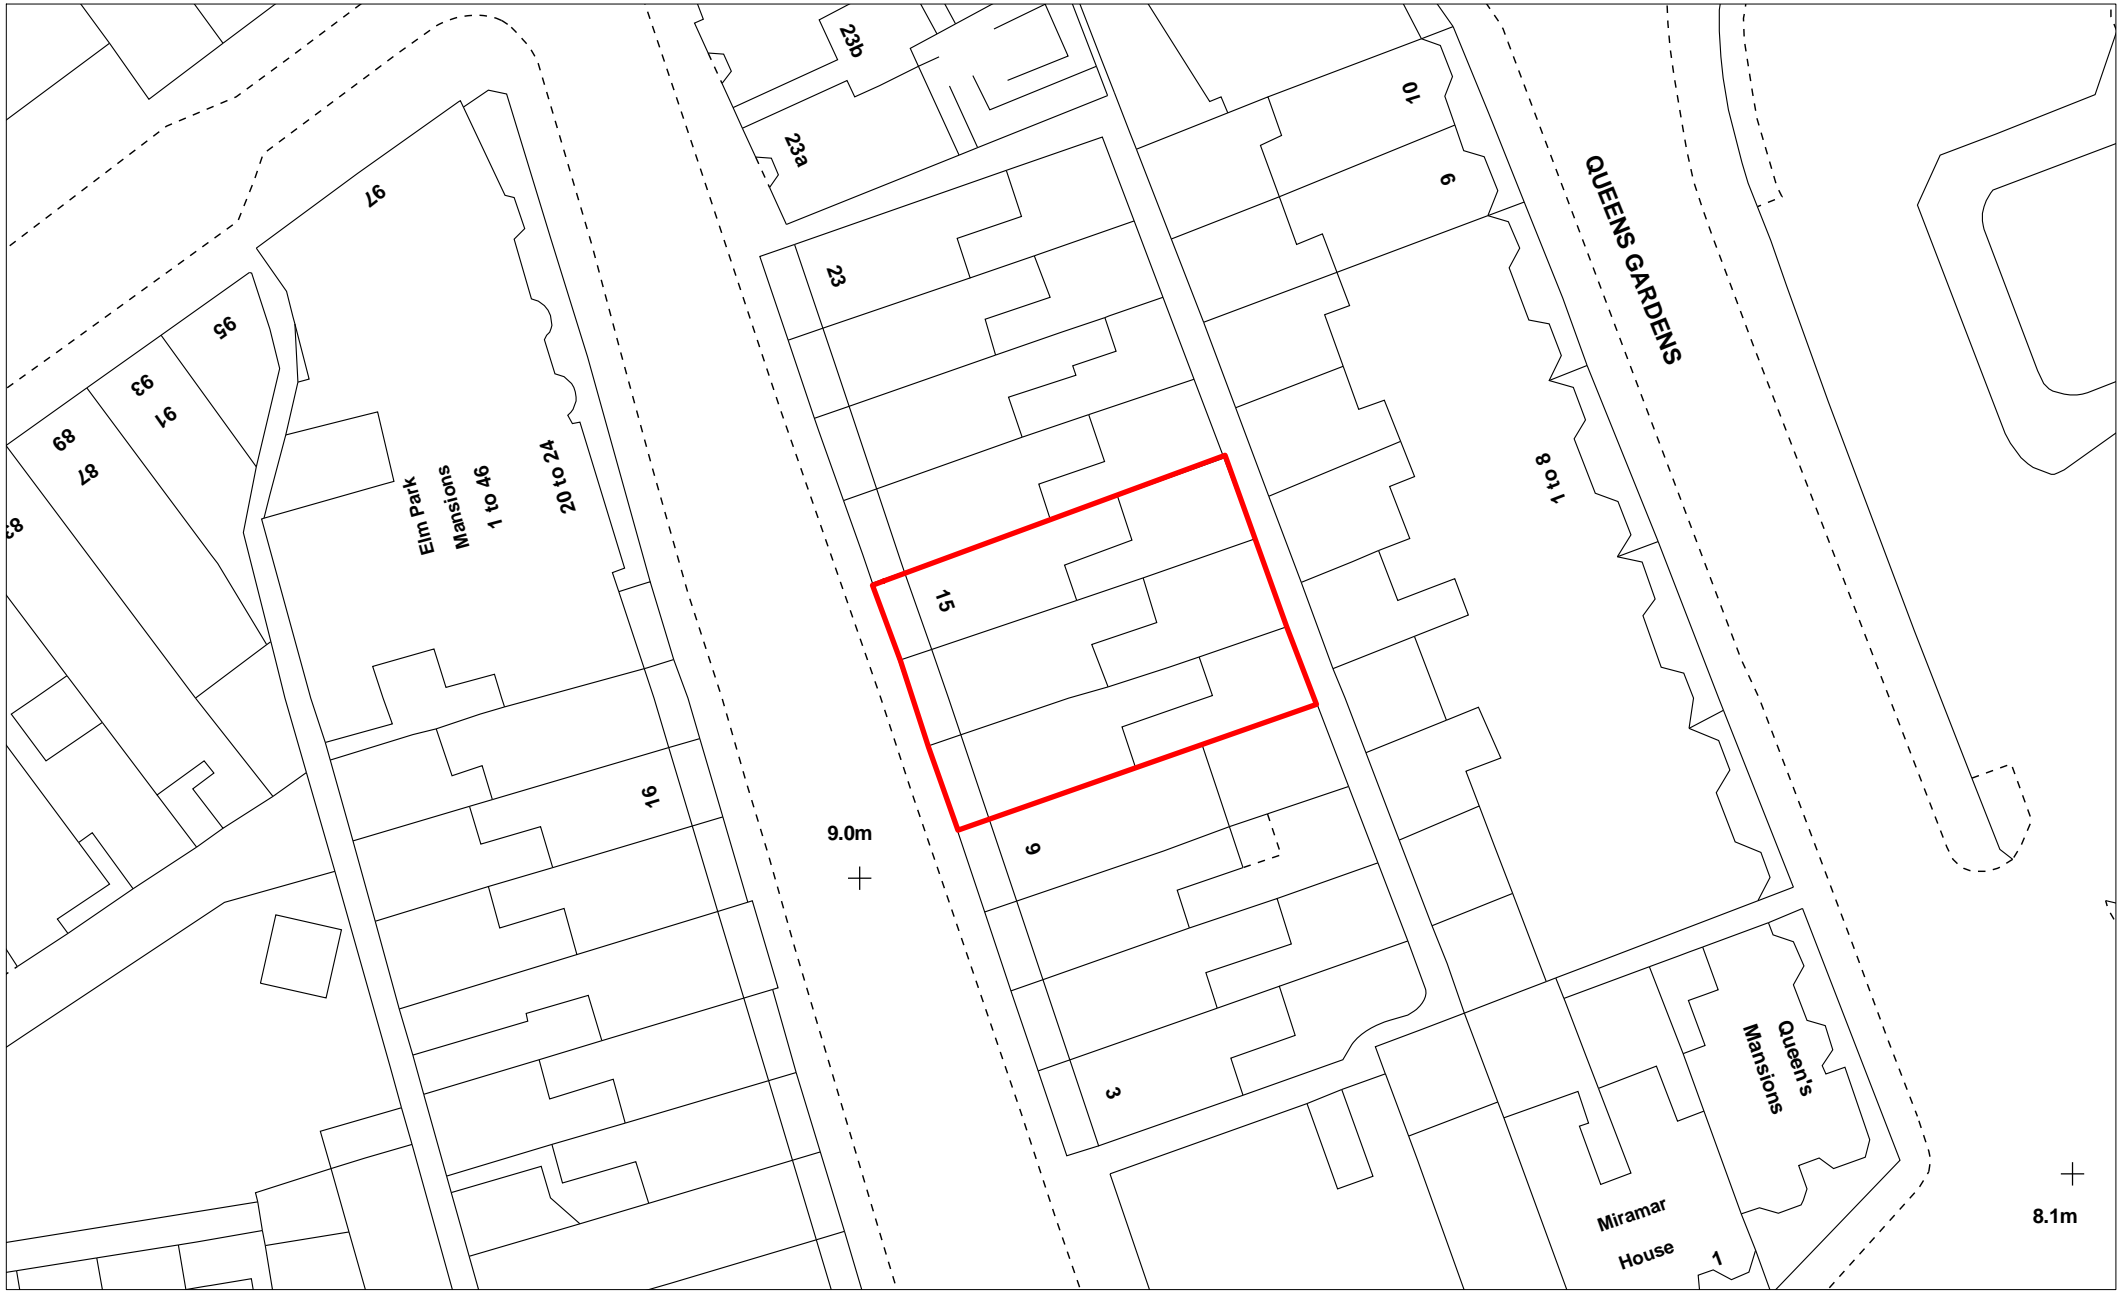 23b
10
23a
9
97
QUEENS GARDENS
23
95
93
91
89
87
83
Elm Park
Mansions
1 to 46
20 to 24
1 to 8
15
16
9.0m
9
3
Queen's
Mansions
Miramar
House
1
8.1m